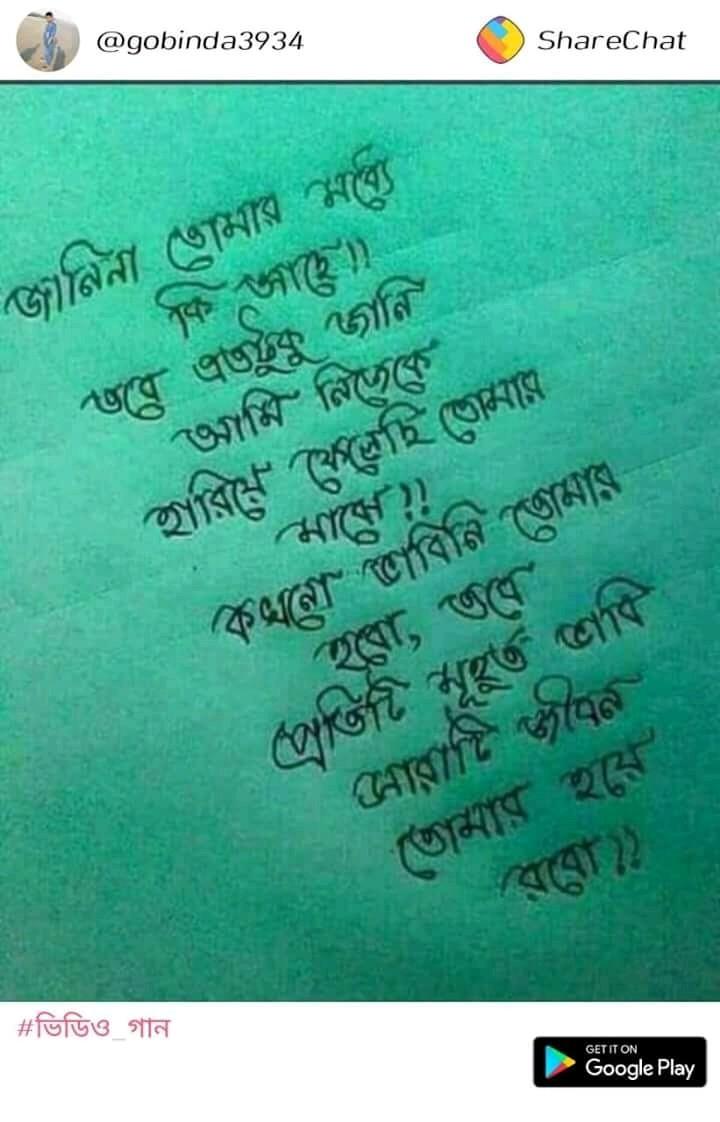 @gobinda3934
ShareChat
জানিনা তোমার মধ্যে
কি আছে!!
তবে এতটুকু জানি
আমি নিজেকে
হারিয়ে ফেলেছি তোমার
মাঝে!!
কখনো ভাবিনি তোমার
হবো, তবে
প্রেতিটি মূহুর্ত ভাবি
সারাটি জীবন
তোমার হয়ে
রবো!!
#ভিডিও_গান
GET IT ON
Google Play